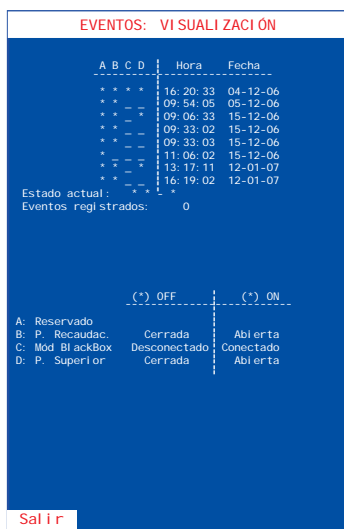 EVENTOS: VISUALIZACIÓN
A B C D Hora Fecha
* * * * 16:20:33 04-12-06
* * _ _ 09:54:05 05-12-06
* * _ * 09:06:33 15-12-06
* * _ _ 09:33:02 15-12-06
* * _ _ 09:33:03 15-12-06
* _ _ _ 11:06:02 15-12-06
* * _ * 13:17:11 12-01-07
* * _ _ 16:19:02 12-01-07
Estado actual: * * - *
Eventos registrados: 0
(*) OFF (*) ON
A: Reservado
B: P. Recaudac. Cerrada Abierta
C: Mód BlackBox Desconectado Conectado
D: P. Superior Cerrada Abierta
Salir